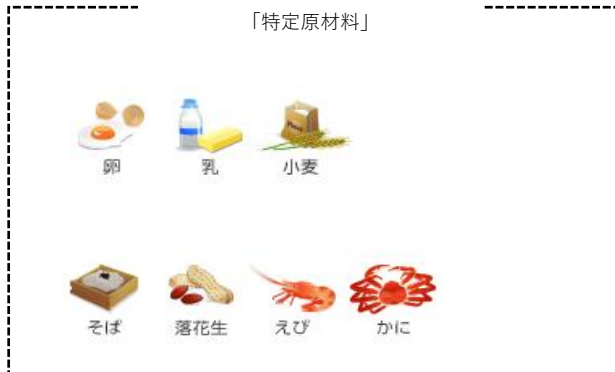 「特定原材料」
卵 乳 小麦
そば 落花生 えび かに